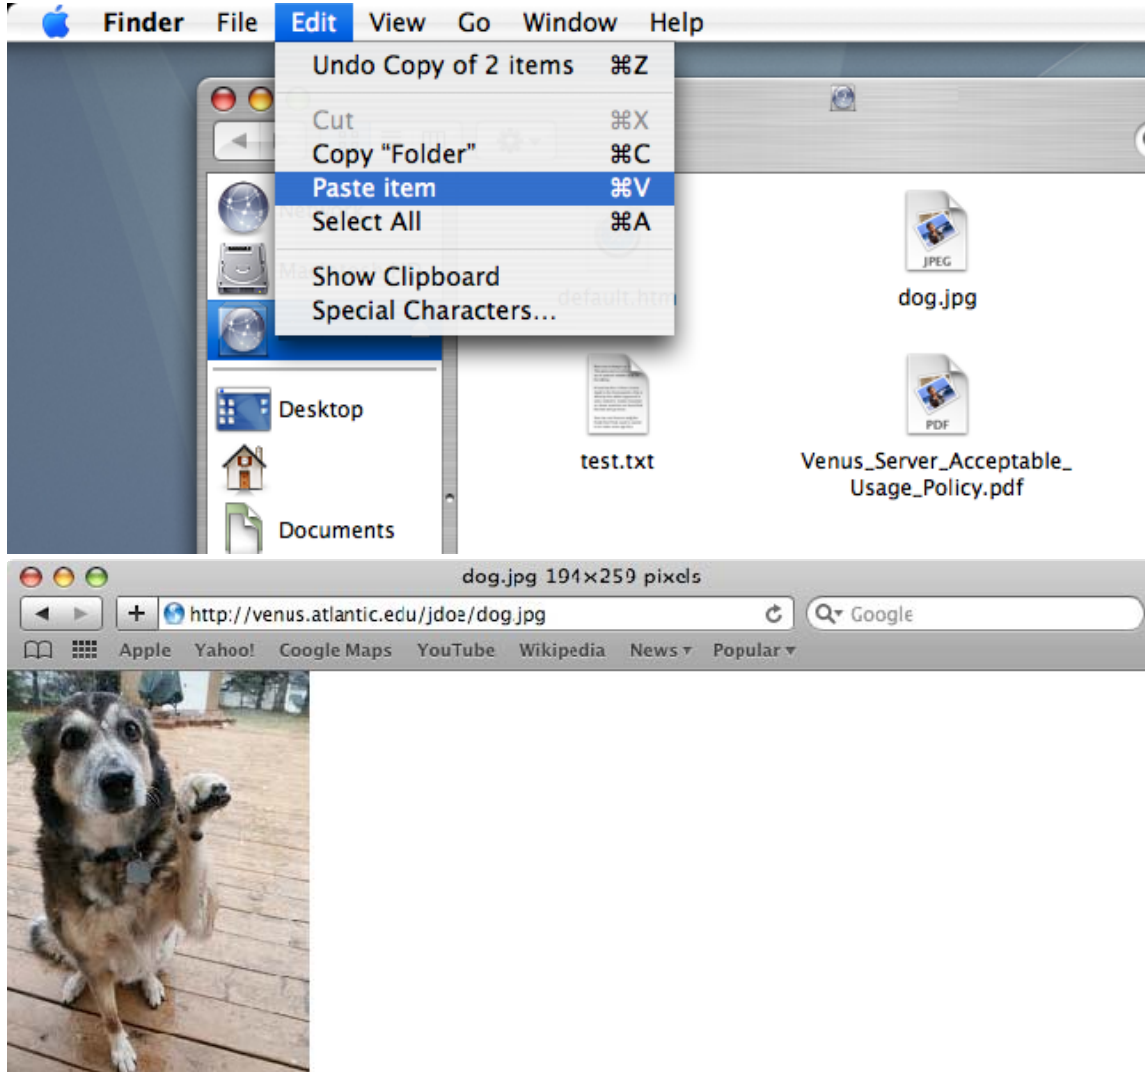 Finder File Edit View Go Window Help
Undo Copy of 2 items ⌘Z
Cut ⌘X
Copy “Folder” ⌘C
Paste item ⌘V
Select All ⌘A
Show Clipboard
Special Characters...
default.htm
JPEG
dog.jpg
Desktop
Documents
test.txt
PDF
Venus_Server_Acceptable_
Usage_Policy.pdf
dog.jpg 194×259 pixels
http://venus.atlantic.edu/jdoe/dog.jpg
Google
Apple Yahoo! Google Maps YouTube Wikipedia News ▾ Popular ▾